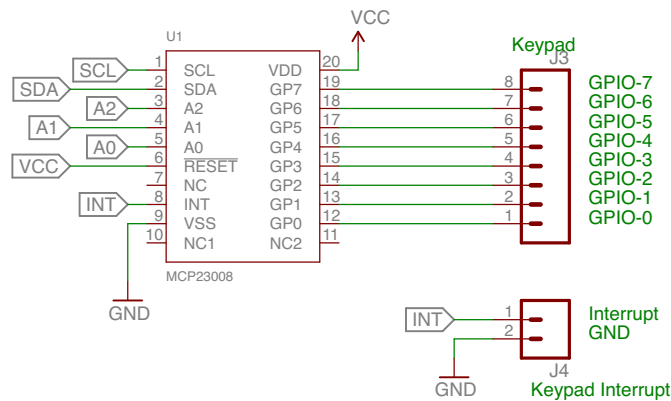 VCC
U1
Keypad
J3
SCL 1 SCL VDD 20
SDA 2 SDA GP7 19 8 GPIO-7
A2 3 A2 GP6 18 7 GPIO-6
A1 4 A1 GP5 17 6 GPIO-5
A0 5 A0 GP4 16 5 GPIO-4
VCC 6 RESET GP3 15 4 GPIO-3
7 NC GP2 14 3 GPIO-2
INT 8 INT GP1 13 2 GPIO-1
9 VSS GP0 12 1 GPIO-0
10 NC1 NC2 11
MCP23008
GND
INT 1 Interrupt
2 GND
J4
GND
Keypad Interrupt